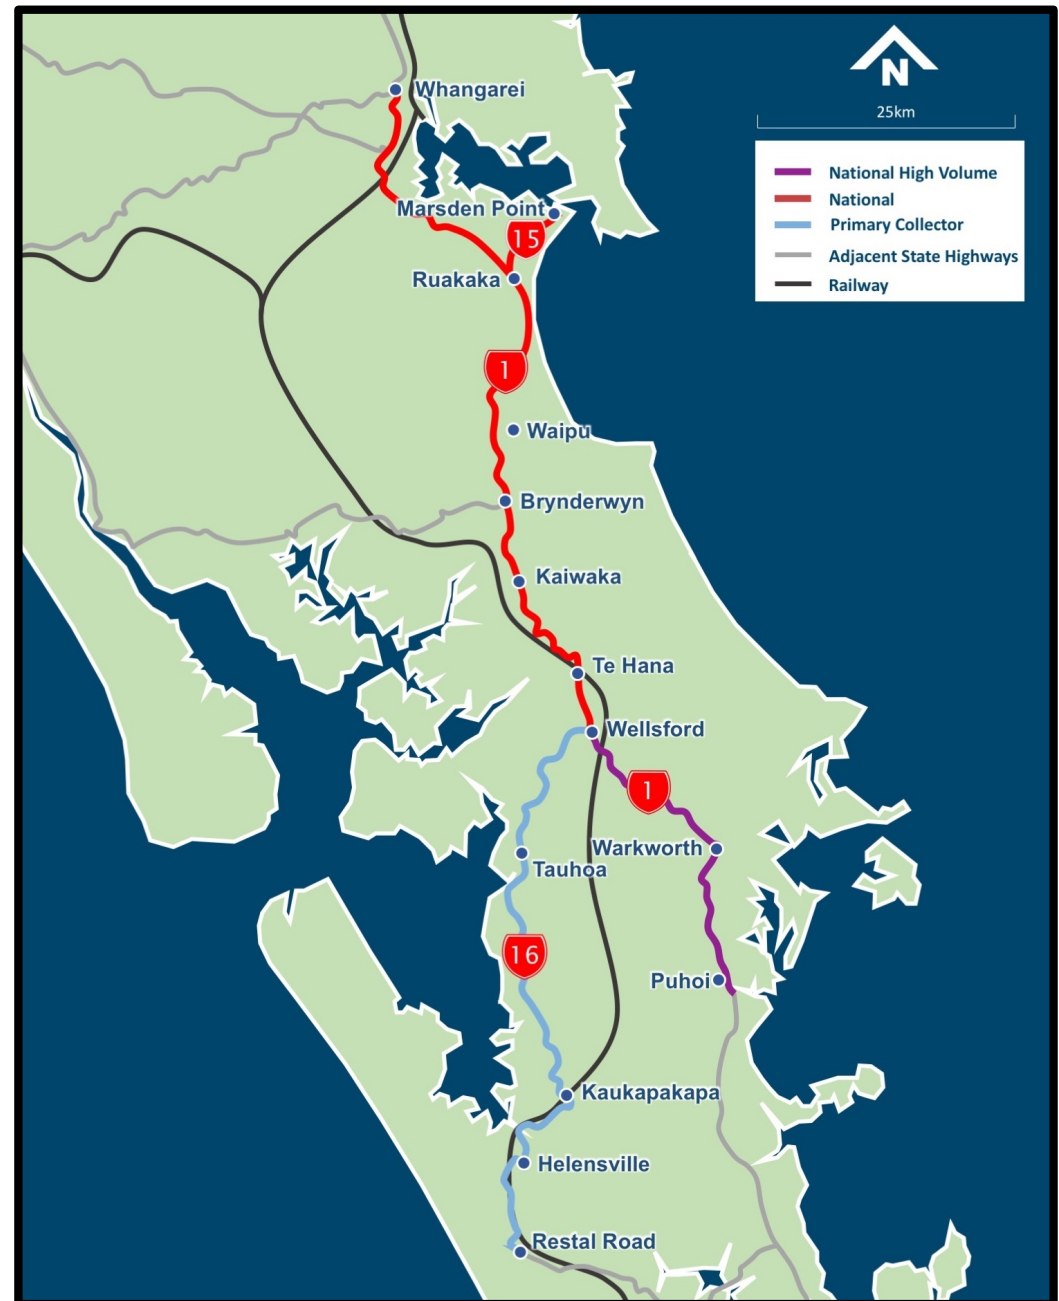 Whangarei
N
25km
National High Volume
National
Primary Collector
Adjacent State Highways
Railway
Marsden Point
15
Ruakaka
1
Waipu
Brynderwyn
Kaiwaka
Te Hana
Wellsford
1
Warkworth
Tauhoa
16
Puhoi
Kaukapakapa
Helensville
Restal Road